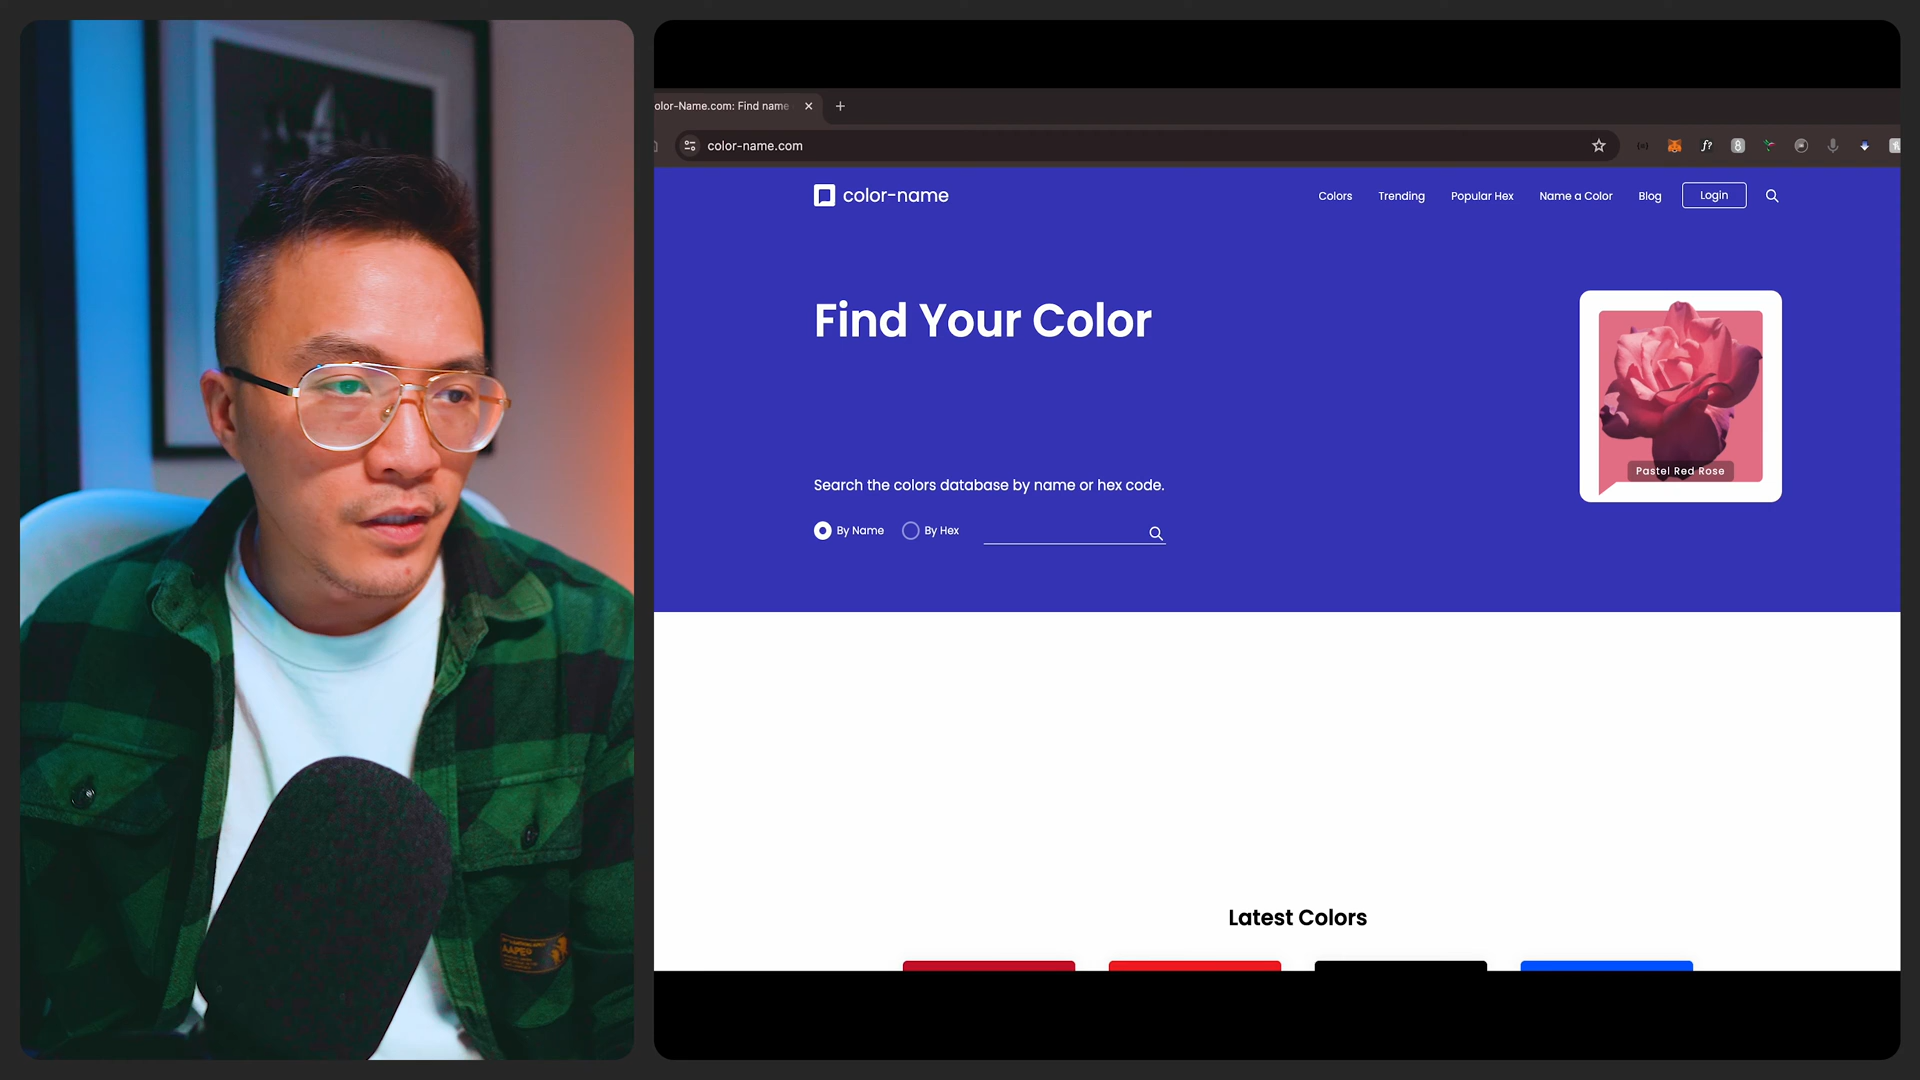 olor-Name.com: Find name
color-name.com
color-name
Colors
Trending
Popular Hex
Name a Color
Blog
Login
Find Your Color
Pastel Red Rose
Search the colors database by name or hex code.
By Name
By Hex
Latest Colors
AAPE